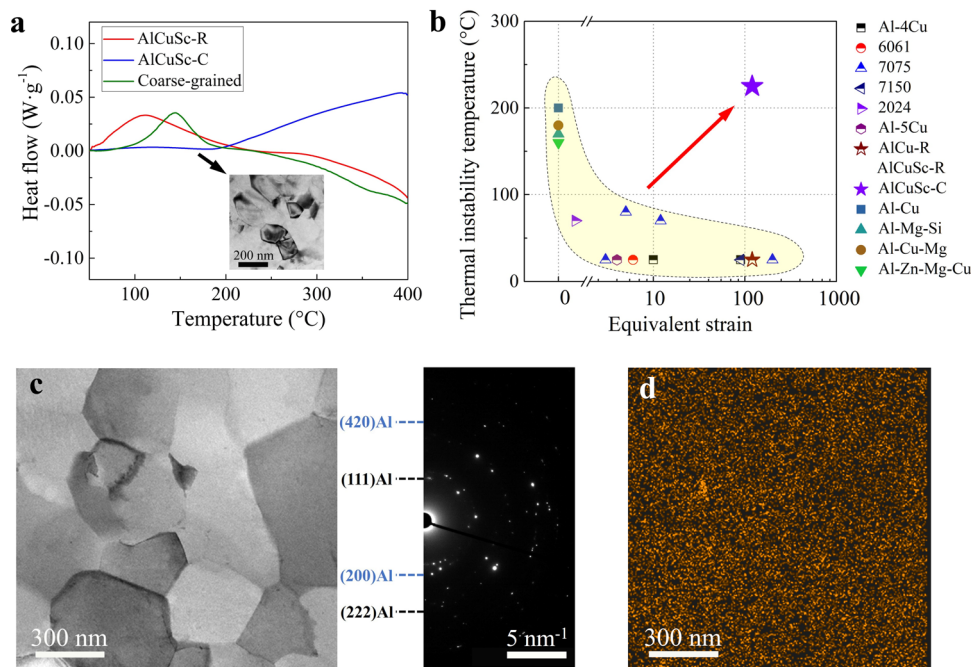 a
AlCuSc-R
AlCuSc-C
Coarse-grained
Heat flow (W·g-1)
0.10
0.05
0.00
-0.05
-0.10
200 nm
100
200
300
400
Temperature (°C)
b
Thermal instability temperature (°C)
300
200
100
0
0
10
100
1000
Equivalent strain
Al-4Cu
6061
7075
7150
2024
Al-5Cu
AlCu-R
AlCuSc-R
AlCuSc-C
Al-Cu
Al-Mg-Si
Al-Cu-Mg
Al-Zn-Mg-Cu
c
300 nm
(420)Al
(111)Al
(200)Al
(222)Al
5 nm-1
d
300 nm